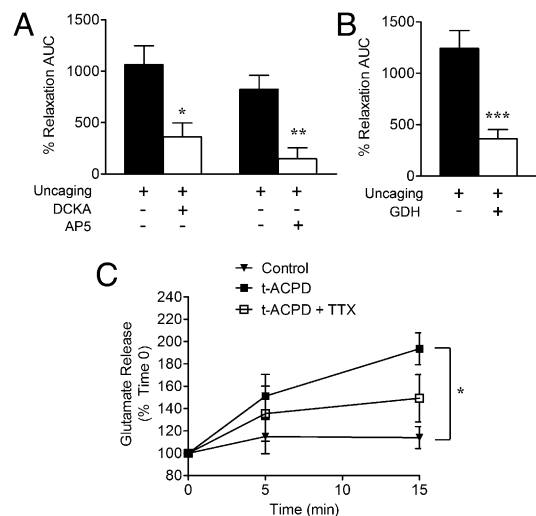 A
% Relaxation AUC
1500
1000
500
0
*
**
Uncaging + + + +
DCKA - + - -
AP5 - - - +
B
% Relaxation AUC
1500
1000
500
0
***
Uncaging + +
GDH - +
C
Control
t-ACPD
t-ACPD + TTX
Glutamate Release
(% Time 0)
240
220
200
180
160
140
120
100
80
*
0 5 10 15
Time (min)